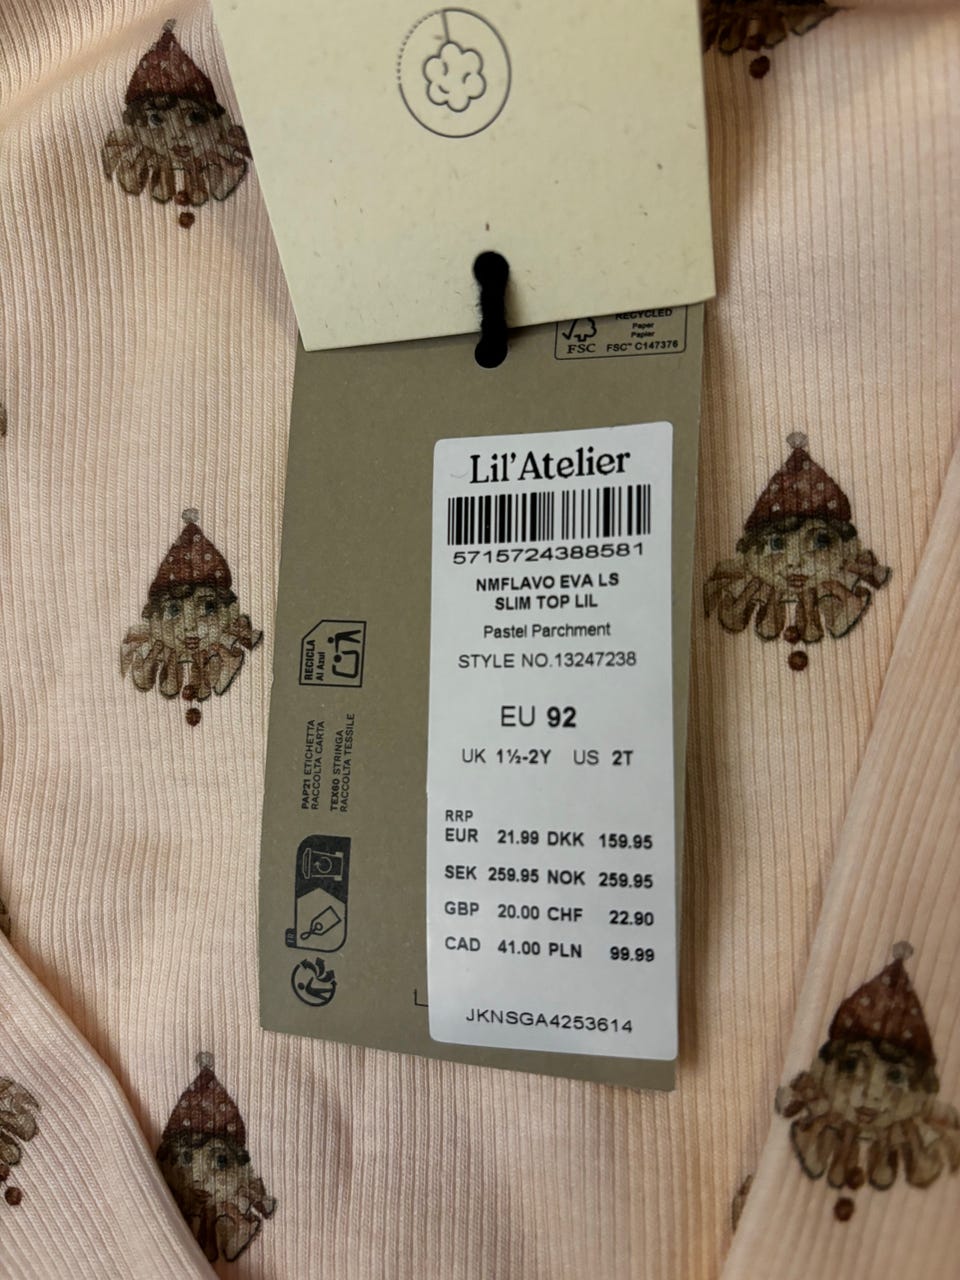 RECYCLED
Paper
Papier
FSC
FSC™ C147376
Lil'Atelier
5715724388581
NMFLAVO EVA LS
SLIM TOP LIL
Pastel Parchment
STYLE NO.13247238
EU 92
UK 1½-2Y US 2T
RRP
EUR 21.99 DKK 159.95
SEK 259.95 NOK 259.95
GBP 20.00 CHF 22.90
CAD 41.00 PLN 99.99
JKNSGA4253614
RECICLA
Al Azul
PAP21 ETICHETTA
RACCOLTA CARTA
TEX60 STRINGA
RACCOLTA TESSILE
FR